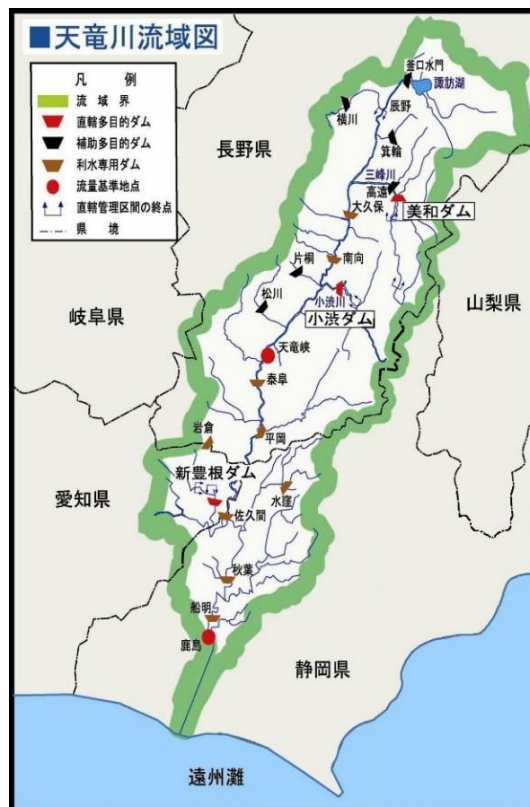 ■天竜川流域図
凡 例
流 域 界
直轄多目的ダム
補助多目的ダム
利水専用ダム
流量基準地点
直轄管理区間の終点
県 境
釜口水門
諏訪湖
辰野
横川
箕輪
長野県
三峰川
高遠
大久保
美和ダム
南向
片桐
小渋川
松川
小渋ダム
山梨県
岐阜県
天竜峡
泰阜
岩倉
平岡
新豊根ダム
愛知県
水窪
佐久間
秋葉
船明
鹿島
静岡県
遠州灘